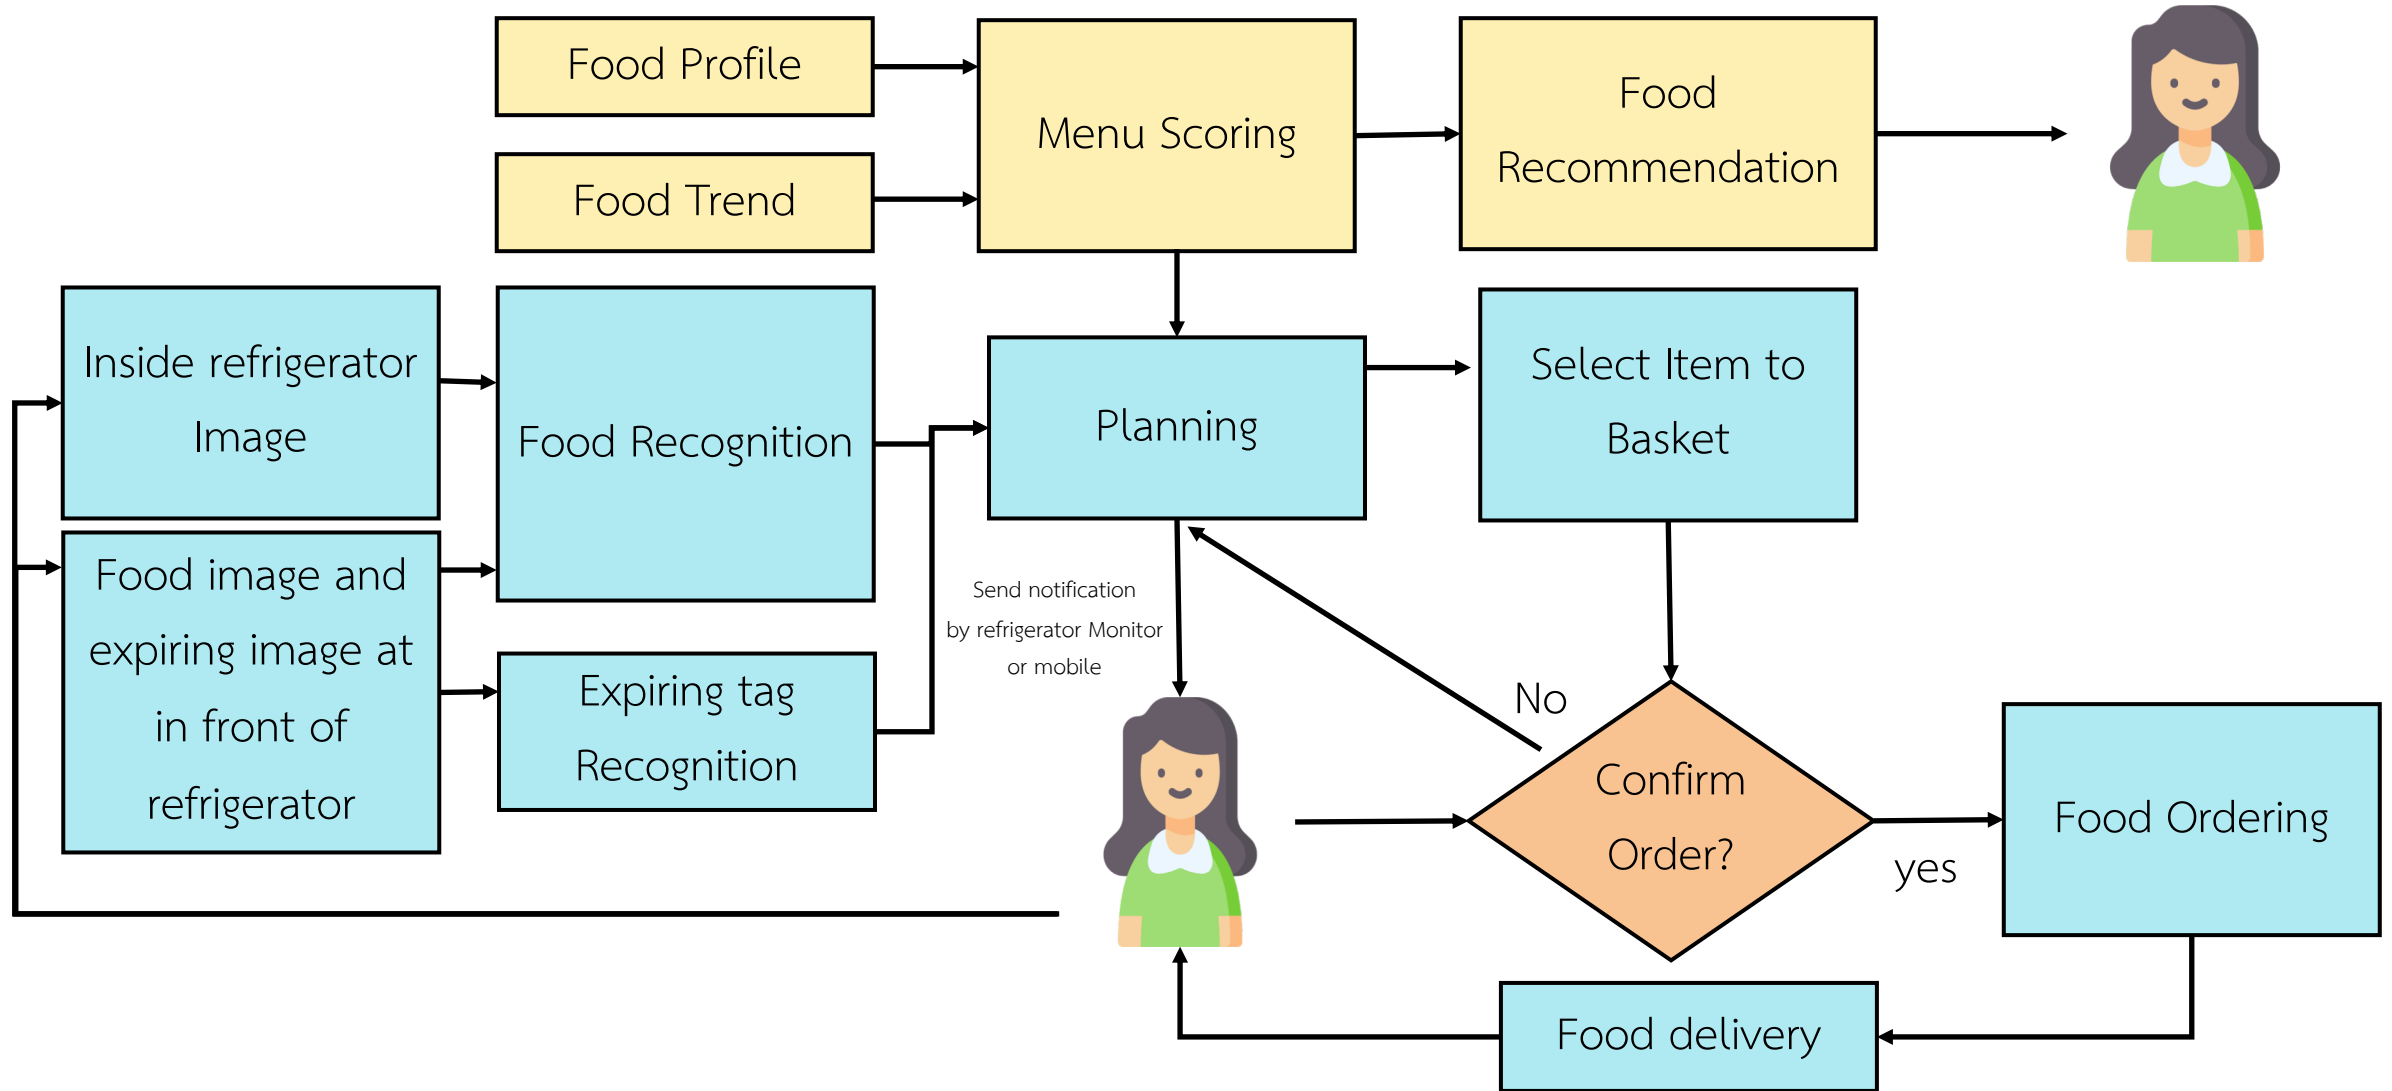 Food Profile
Food Trend
Menu Scoring
Food
Recommendation
Inside refrigerator
Image
Food Recognition
Planning
Select Item to
Basket
Food image and
expiring image at
in front of
refrigerator
Expiring tag
Recognition
Send notification
by refrigerator Monitor
or mobile
No
Confirm
Order?
yes
Food Ordering
Food delivery